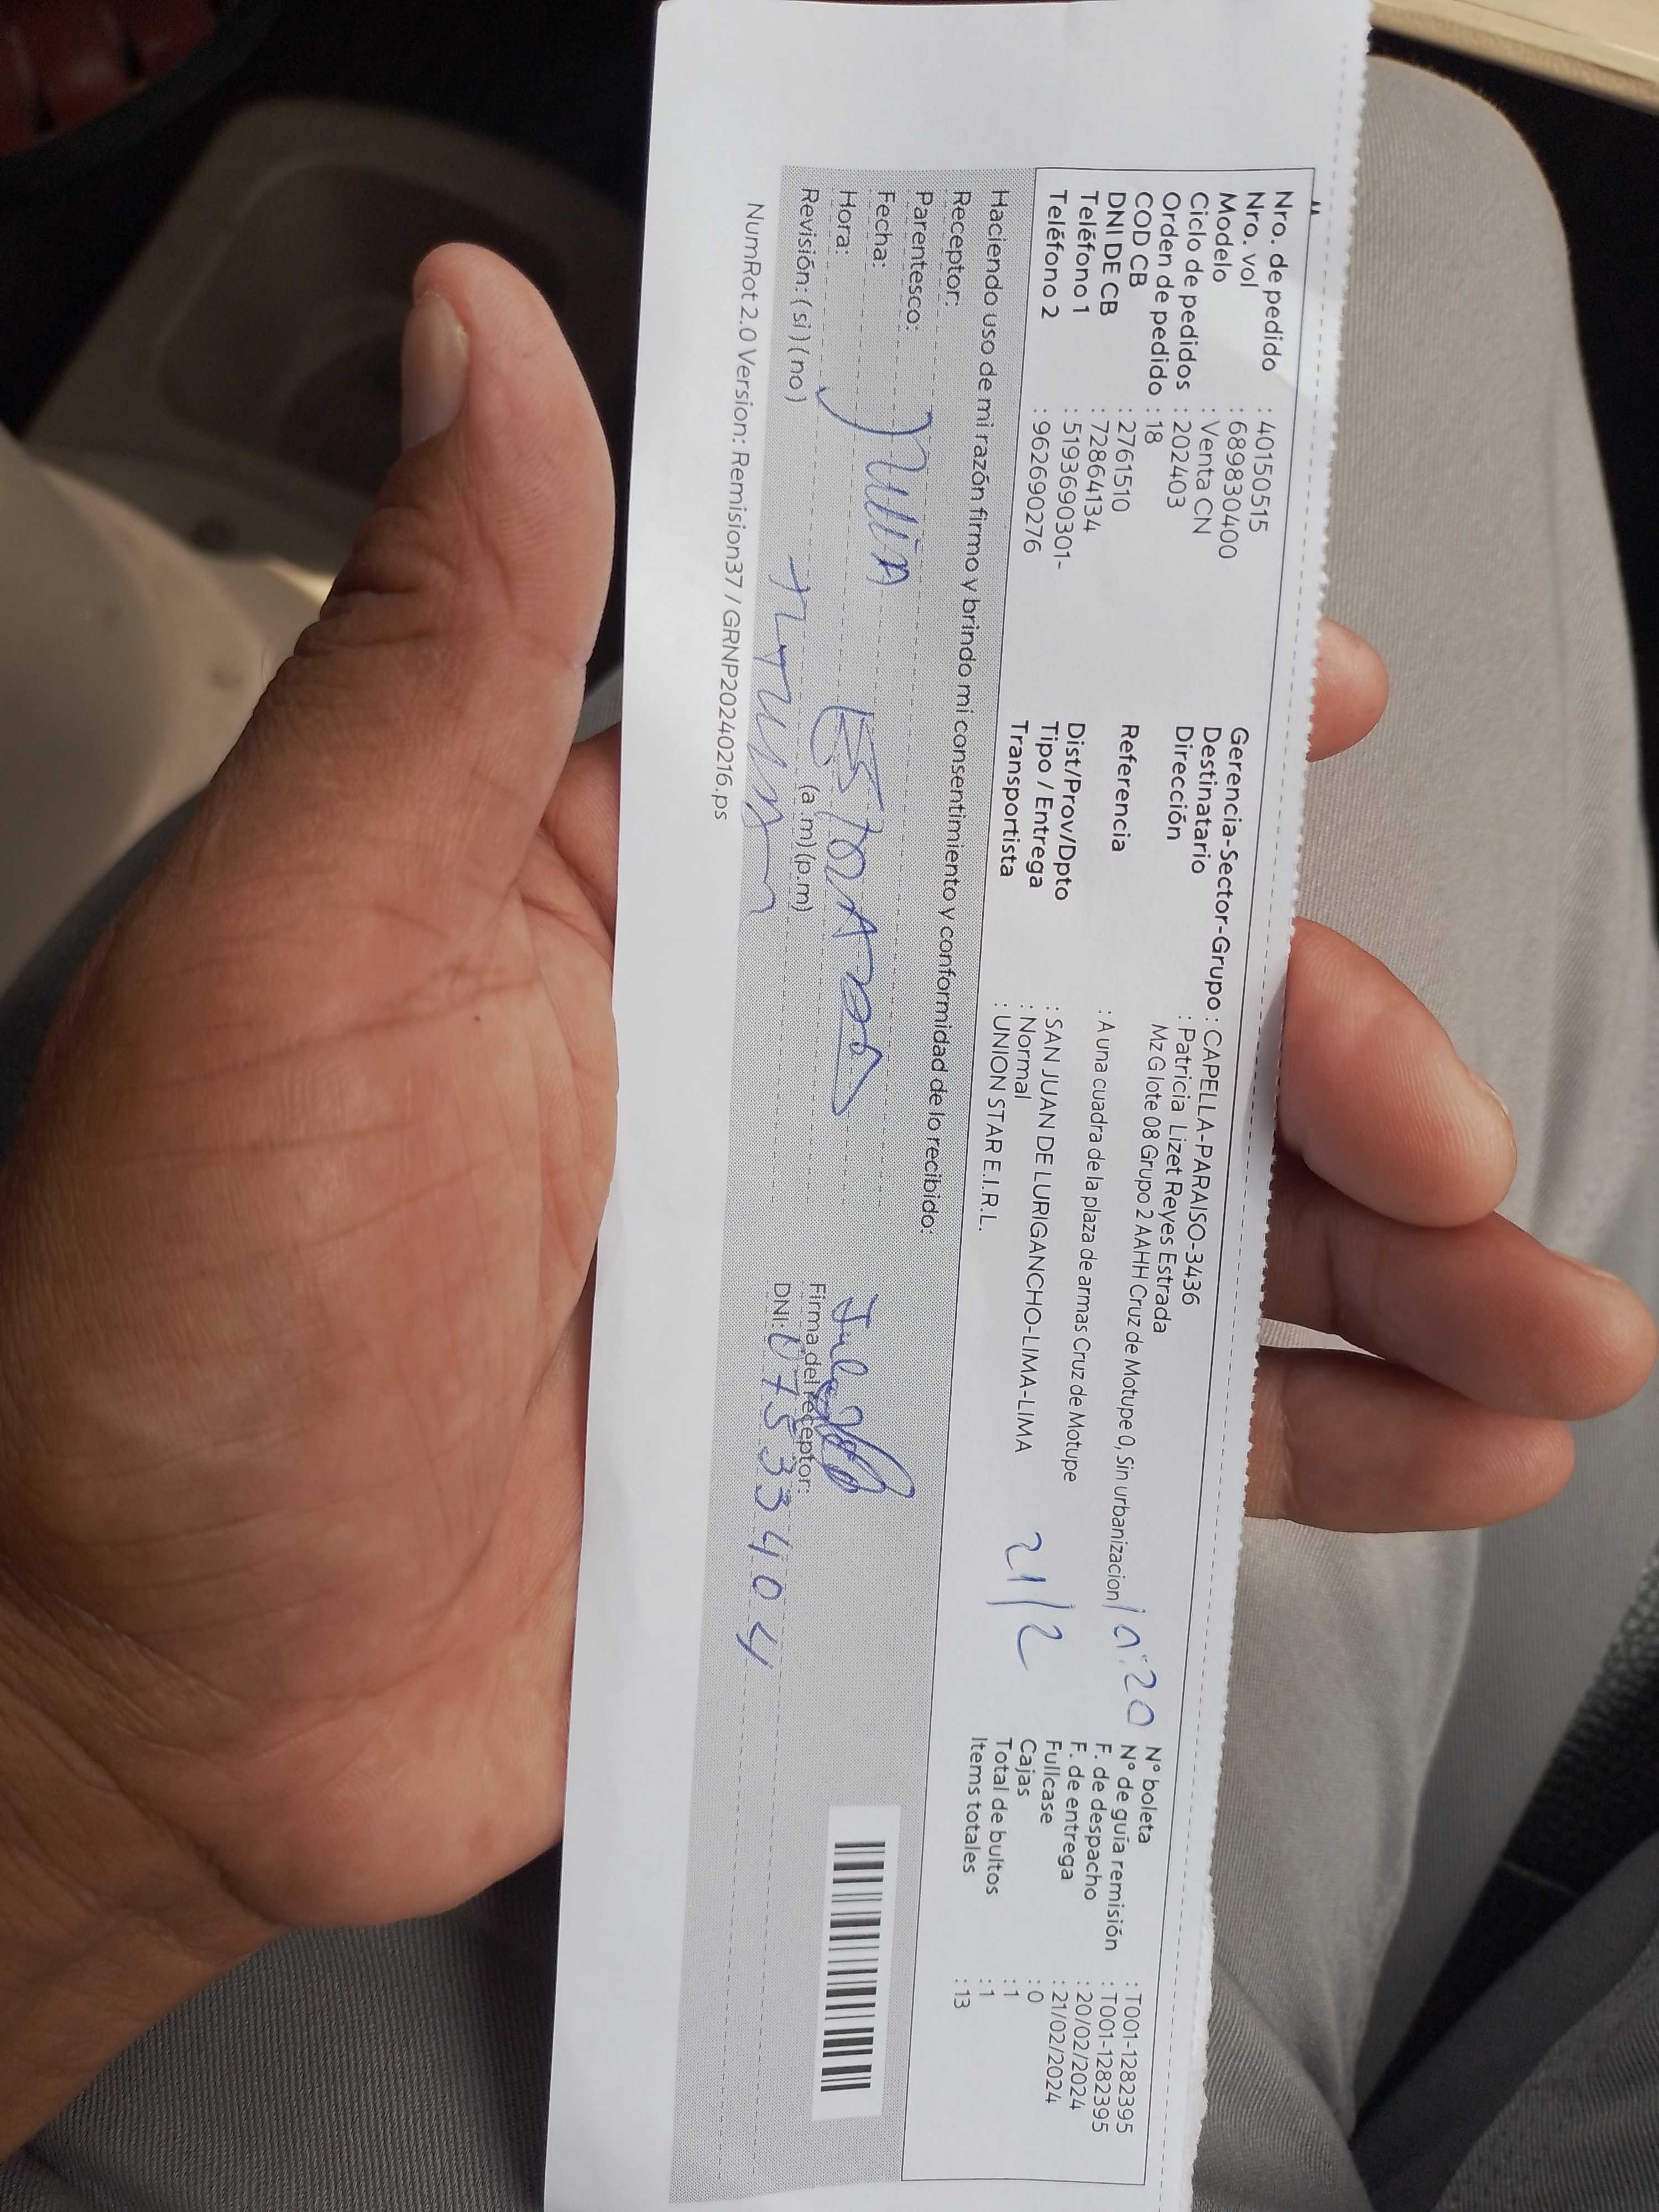 Nro. de pedido : 40150515
Nro. vol : 6898830400
Modelo : Venta CN
Ciclo de pedidos : 202403
Orden de pedido : 18
COD CB : 2761510
DNI DE CB : 72864134
Teléfono 1 : 51936903 01-
Teléfono 2 : 962690276
Gerencia-Sector-Grupo : CAPELLA-PARAISO-3436
Destinatario : Patricia Lizet Reyes Estrada
Dirección Mz G lote 08 Grupo 2 AAHH Cruz de Motupe 0, Sin urbanizacion
Referencia : A una cuadra de la plaza de armas Cruz de Motupe
Dist/Prov/Dpto : SAN JUAN DE LURIGANCHO-LIMA-LIMA
Tipo / Entrega : Normal
Transportista : UNION STAR E.I.R.L.
10:20
21/2
N° boleta : T001-1282395
N° de guía remisión : T001-1282395
F. de despacho : 20/02/2024
F. de entrega : 21/02/2024
Fullcase : 0
Cajas : 1
Total de bultos : 1
Items totales : 13
Haciendo uso de mi razón firmo y brindo mi consentimiento y conformidad de lo recibido:
Receptor:
Parentesco: Julia
Fecha:
Hora: (a.m) (p.m)
Revisión: (si) (no)
Firma del receptor:
DNI: 07533404
NumRot 2.0 Version: Remision37 / GRNP20240216.ps